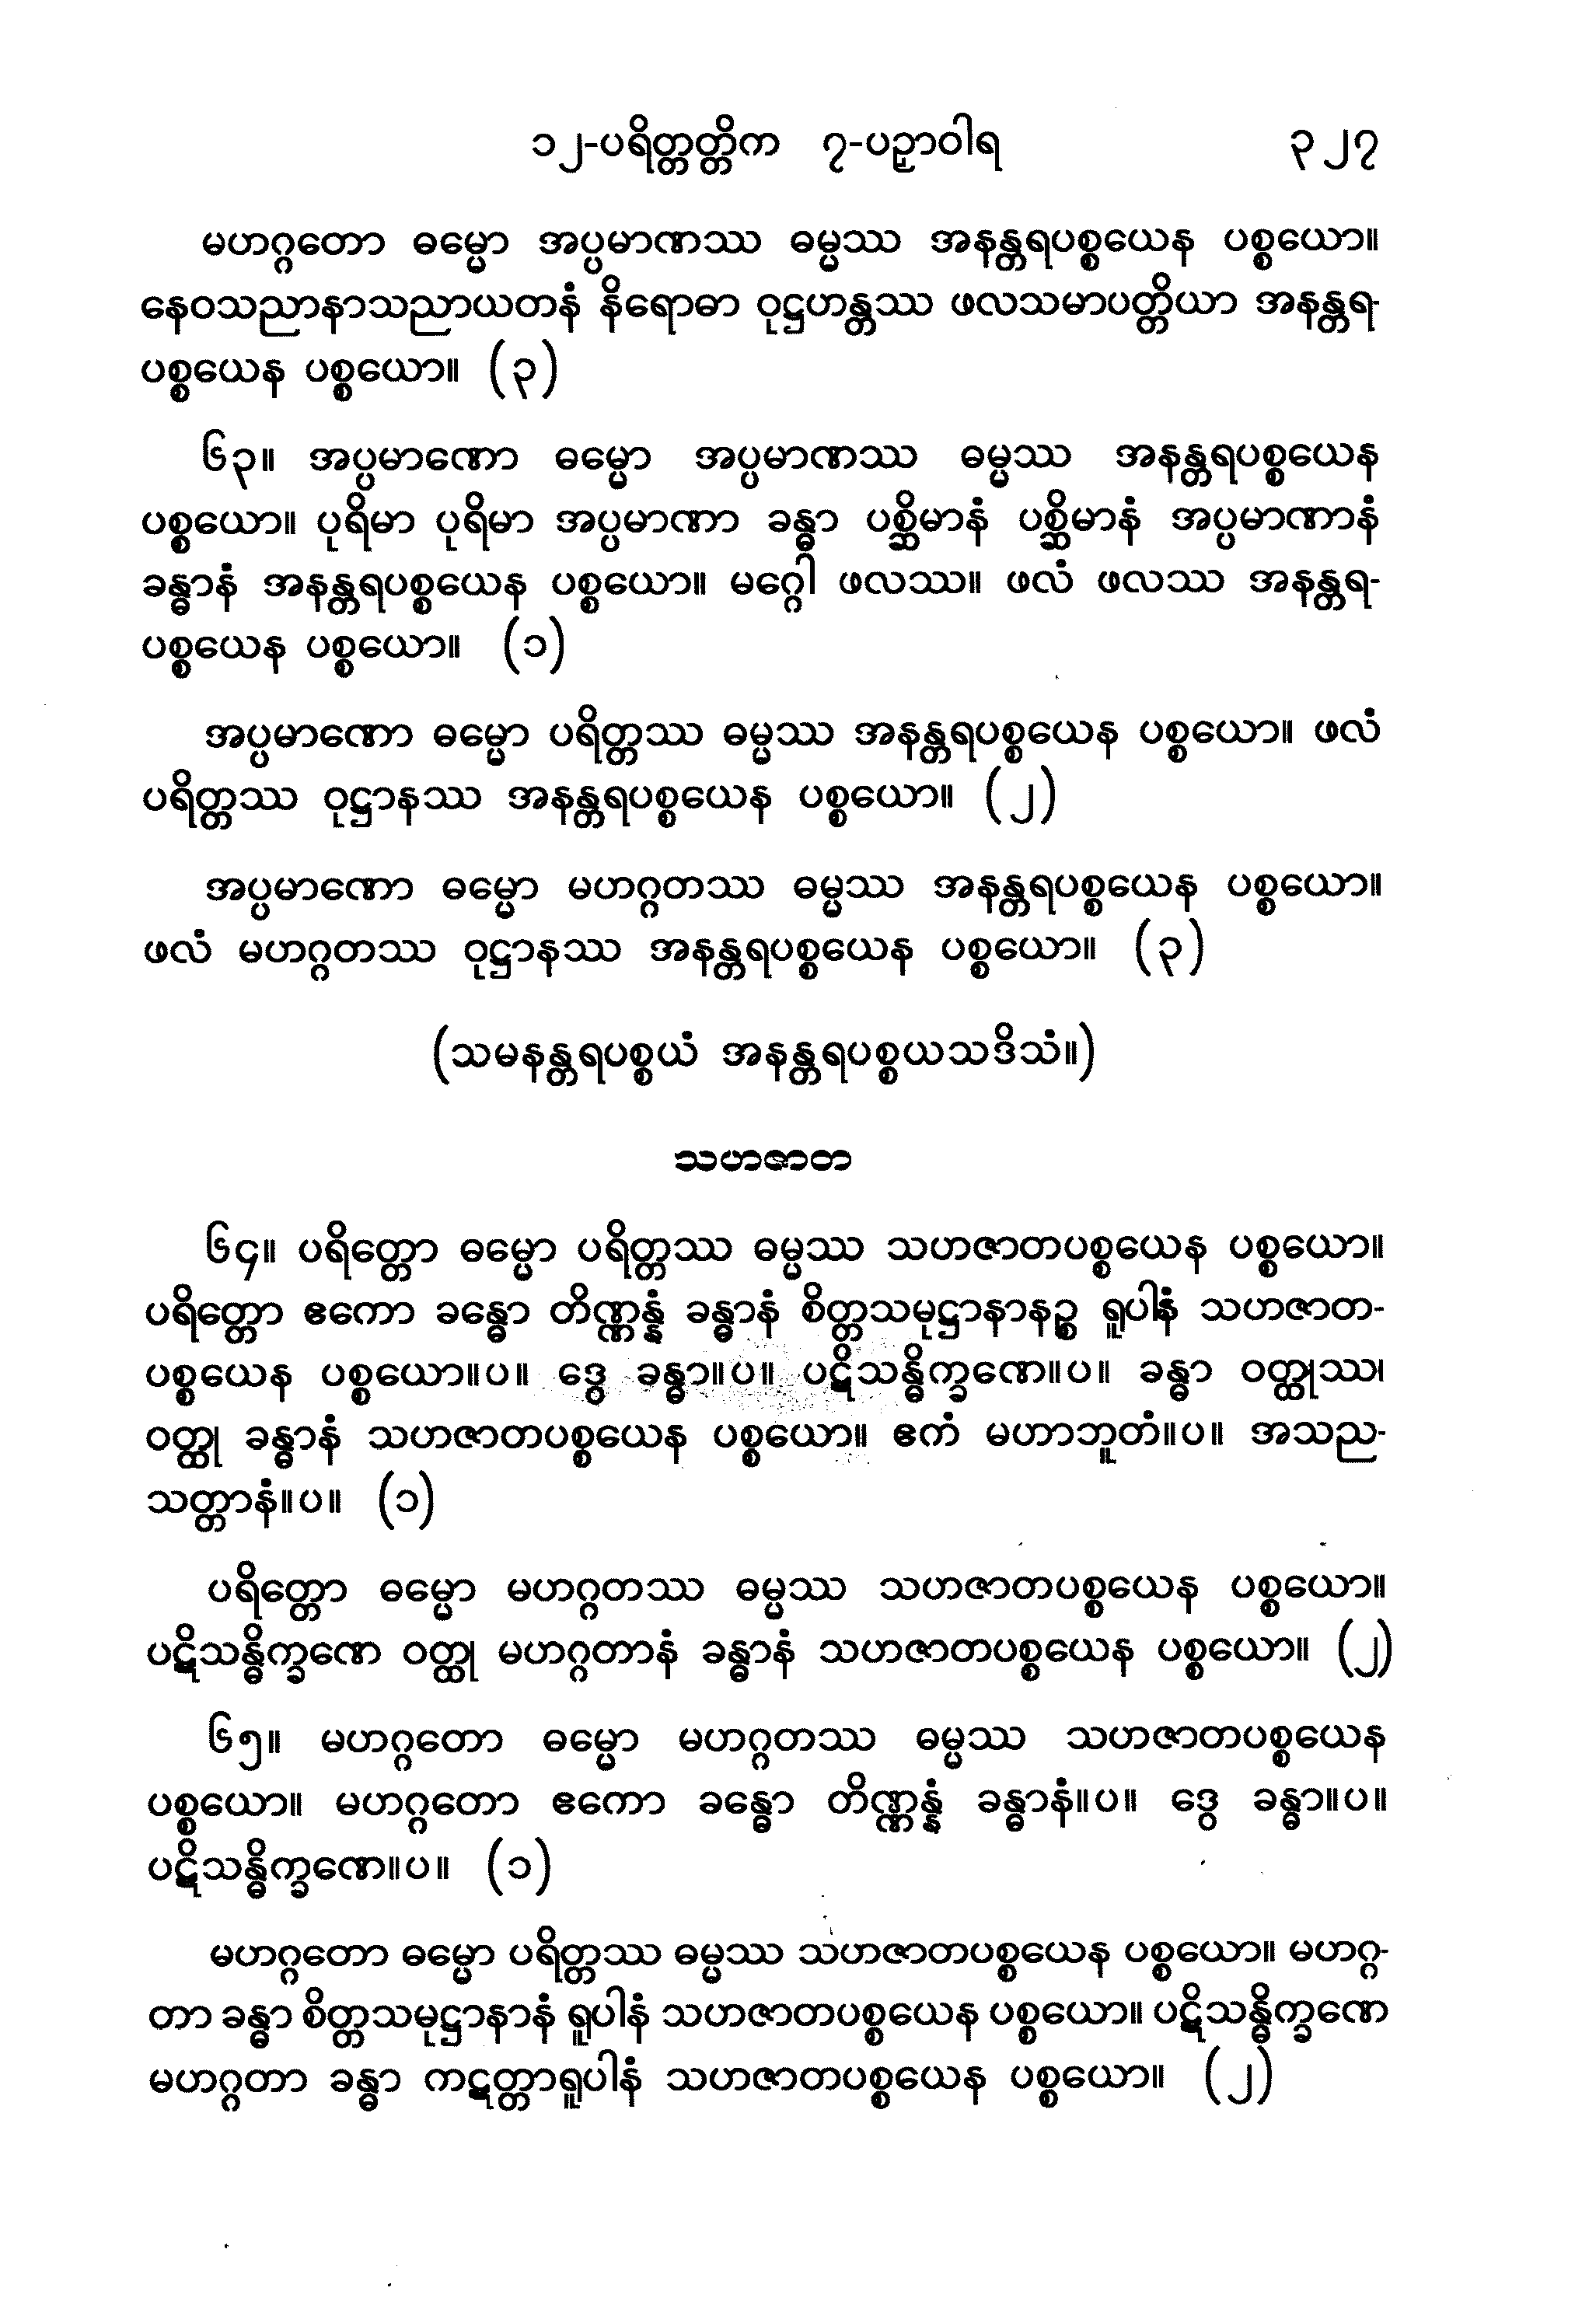 ၁၂-ပရိတ္တတ္တိက ၇-ပဉှာဝါရ ၃၂၇
မဟဂ္ဂတော ဓမ္မော အပ္ပမာဏဿ ဓမ္မဿ အနန္တရပစ္စယေန ပစ္စယော။
နေဝသညာနာသညာယတနံ နိရောဓာ ဝုဋ္ဌဟန္တဿ ဖလသမာပတ္တိယာ အနန္တရ-
ပစ္စယေန ပစ္စယော။ (၃)
၆၃။ အပ္ပမာဏော ဓမ္မော အပ္ပမာဏဿ ဓမ္မဿ အနန္တရပစ္စယေန
ပစ္စယော။ ပုရိမာ ပုရိမာ အပ္ပမာဏာ ခန္ဓာ ပစ္ဆိမာနံ ပစ္ဆိမာနံ အပ္ပမာဏာနံ
ခန္ဓာနံ အနန္တရပစ္စယေန ပစ္စယော။ မဂ္ဂေါ ဖလဿ။ ဖလံ ဖလဿ အနန္တရ-
ပစ္စယေန ပစ္စယော။ (၁)
အပ္ပမာဏော ဓမ္မော ပရိတ္တဿ ဓမ္မဿ အနန္တရပစ္စယေန ပစ္စယော။ ဖလံ
ပရိတ္တဿ ဝုဋ္ဌာနဿ အနန္တရပစ္စယေန ပစ္စယော။ (၂)
အပ္ပမာဏော ဓမ္မော မဟဂ္ဂတဿ ဓမ္မဿ အနန္တရပစ္စယေန ပစ္စယော။
ဖလံ မဟဂ္ဂတဿ ဝုဋ္ဌာနဿ အနန္တရပစ္စယေန ပစ္စယော။ (၃)
(သမနန္တရပစ္စယံ အနန္တရပစ္စယသဒိသံ။)
သဟဇာတ
၆၄။ ပရိတ္တော ဓမ္မော ပရိတ္တဿ ဓမ္မဿ သဟဇာတပစ္စယေန ပစ္စယော။
ပရိတ္တော ဧကော ခန္ဓော တိဏ္ဏန္နံ ခန္ဓာနံ စိတ္တသမုဋ္ဌာနာနဉ္စ ရူပါနံ သဟဇာတ-
ပစ္စယေန ပစ္စယော။ပ။ ဒွေ ခန္ဓာ။ပ။ ပဋိသန္ဓိက္ခဏေ။ပ။ ခန္ဓာ ဝတ္ထုဿ၊
ဝတ္ထု ခန္ဓာနံ သဟဇာတပစ္စယေန ပစ္စယော။ ဧကံ မဟာဘူတံ။ပ။ အသည-
သတ္တာနံ။ပ။ (၁)
ပရိတ္တော ဓမ္မော မဟဂ္ဂတဿ ဓမ္မဿ သဟဇာတပစ္စယေန ပစ္စယော။
ပဋိသန္ဓိက္ခဏေ ဝတ္ထု မဟဂ္ဂတာနံ ခန္ဓာနံ သဟဇာတပစ္စယေန ပစ္စယော။ (၂)
၆၅။ မဟဂ္ဂတော ဓမ္မော မဟဂ္ဂတဿ ဓမ္မဿ သဟဇာတပစ္စယေန
ပစ္စယော။ မဟဂ္ဂတော ဧကော ခန္ဓော တိဏ္ဏန္နံ ခန္ဓာနံ။ပ။ ဒွေ ခန္ဓာ။ပ။
ပဋိသန္ဓိက္ခဏေ။ပ။ (၁)
မဟဂ္ဂတော ဓမ္မော ပရိတ္တဿ ဓမ္မဿ သဟဇာတပစ္စယေန ပစ္စယော။ မဟဂ္ဂ-
တာ ခန္ဓာ စိတ္တသမုဋ္ဌာနာနံ ရူပါနံ သဟဇာတပစ္စယေန ပစ္စယော။ ပဋိသန္ဓိက္ခဏေ
မဟဂ္ဂတာ ခန္ဓာ ကဋတ္တာရူပါနံ သဟဇာတပစ္စယေန ပစ္စယော။ (၂)